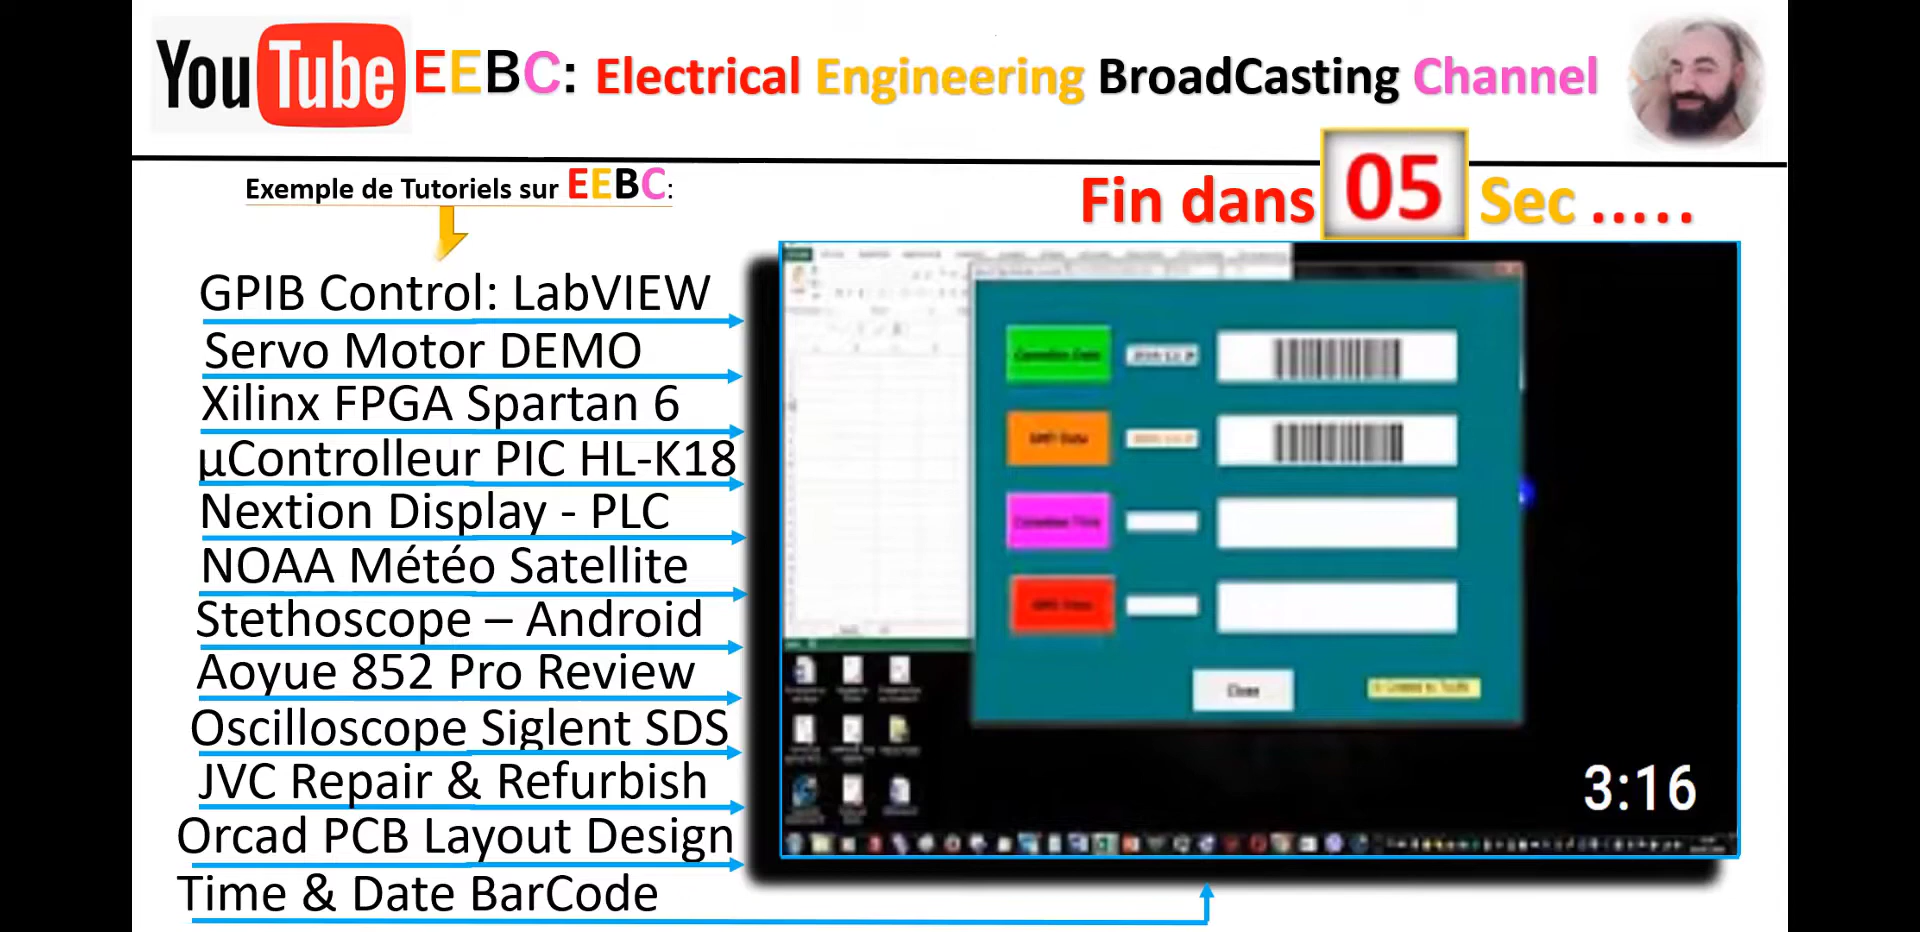 YouTube EEBC: Electrical Engineering BroadCasting Channel
Exemple de Tutoriels sur EEBC:
Fin dans 05 Sec .....
GPIB Control: LabVIEW
Servo Motor DEMO
Xilinx FPGA Spartan 6
µControlleur PIC HL-K18
Nextion Display - PLC
NOAA Météo Satellite
Stethoscope – Android
Aoyue 852 Pro Review
Oscilloscope Siglent SDS
JVC Repair & Refurbish
Orcad PCB Layout Design
Time & Date BarCode
Close
3:16